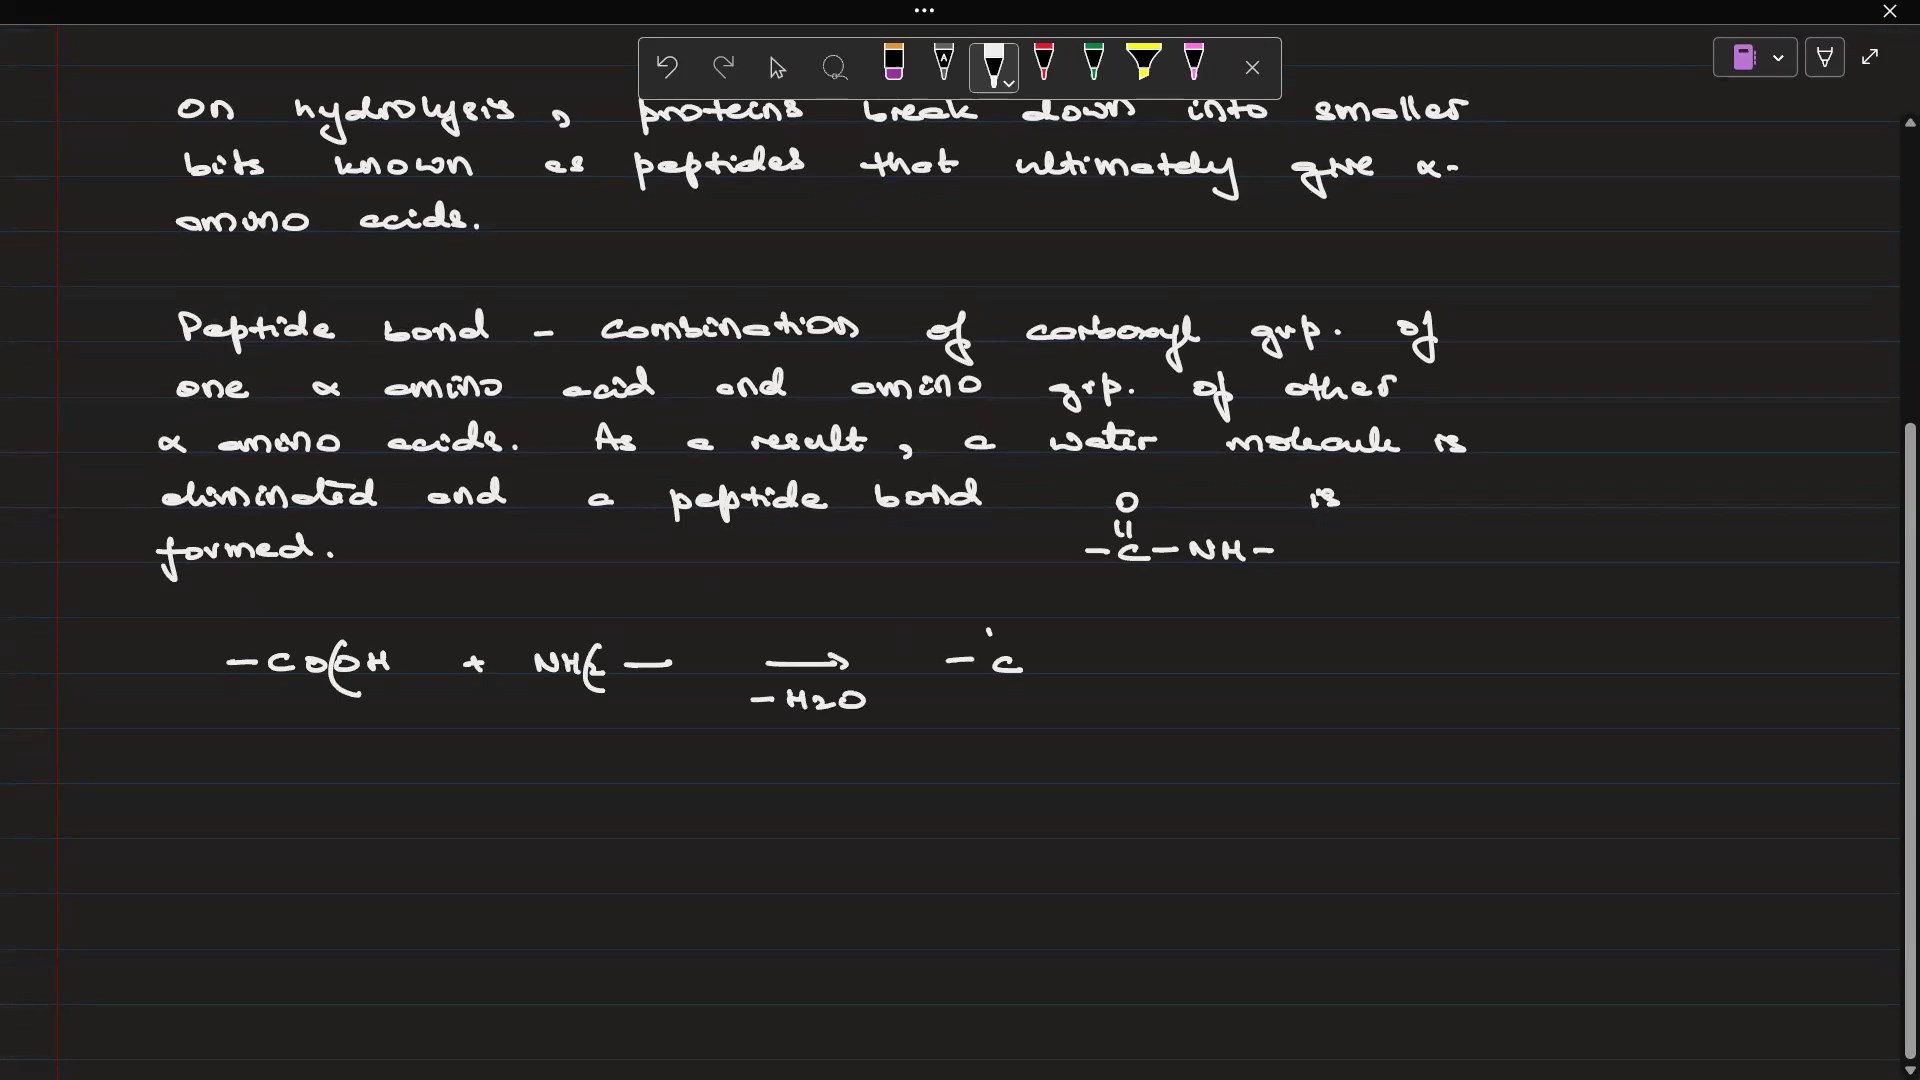 On hydrolysis, proteins break down into smaller
bits known as peptides that ultimately give α-
amino acids.
Peptide bond - combination of carboxyl grp. of
one α amino acid and amino grp. of other
α amino acids. As a result, a water molecule is
eliminated and a peptide bond O is
formed. -C-NH-
-COOH + NH2 — → -C
-H2O